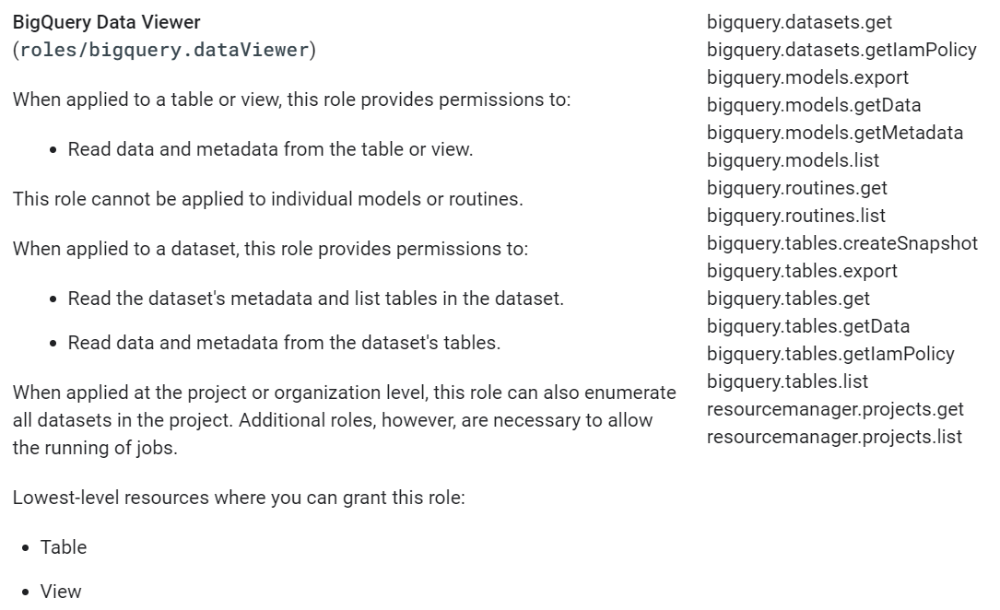 BigQuery Data Viewer
(roles/bigquery.dataViewer)
When applied to a table or view, this role provides permissions to:
• Read data and metadata from the table or view.
This role cannot be applied to individual models or routines.
When applied to a dataset, this role provides permissions to:
• Read the dataset's metadata and list tables in the dataset.
• Read data and metadata from the dataset's tables.
When applied at the project or organization level, this role can also enumerate
all datasets in the project. Additional roles, however, are necessary to allow
the running of jobs.
Lowest-level resources where you can grant this role:
• Table
• View
bigquery.datasets.get
bigquery.datasets.getIamPolicy
bigquery.models.export
bigquery.models.getData
bigquery.models.getMetadata
bigquery.models.list
bigquery.routines.get
bigquery.routines.list
bigquery.tables.createSnapshot
bigquery.tables.export
bigquery.tables.get
bigquery.tables.getData
bigquery.tables.getIamPolicy
bigquery.tables.list
resourcemanager.projects.get
resourcemanager.projects.list